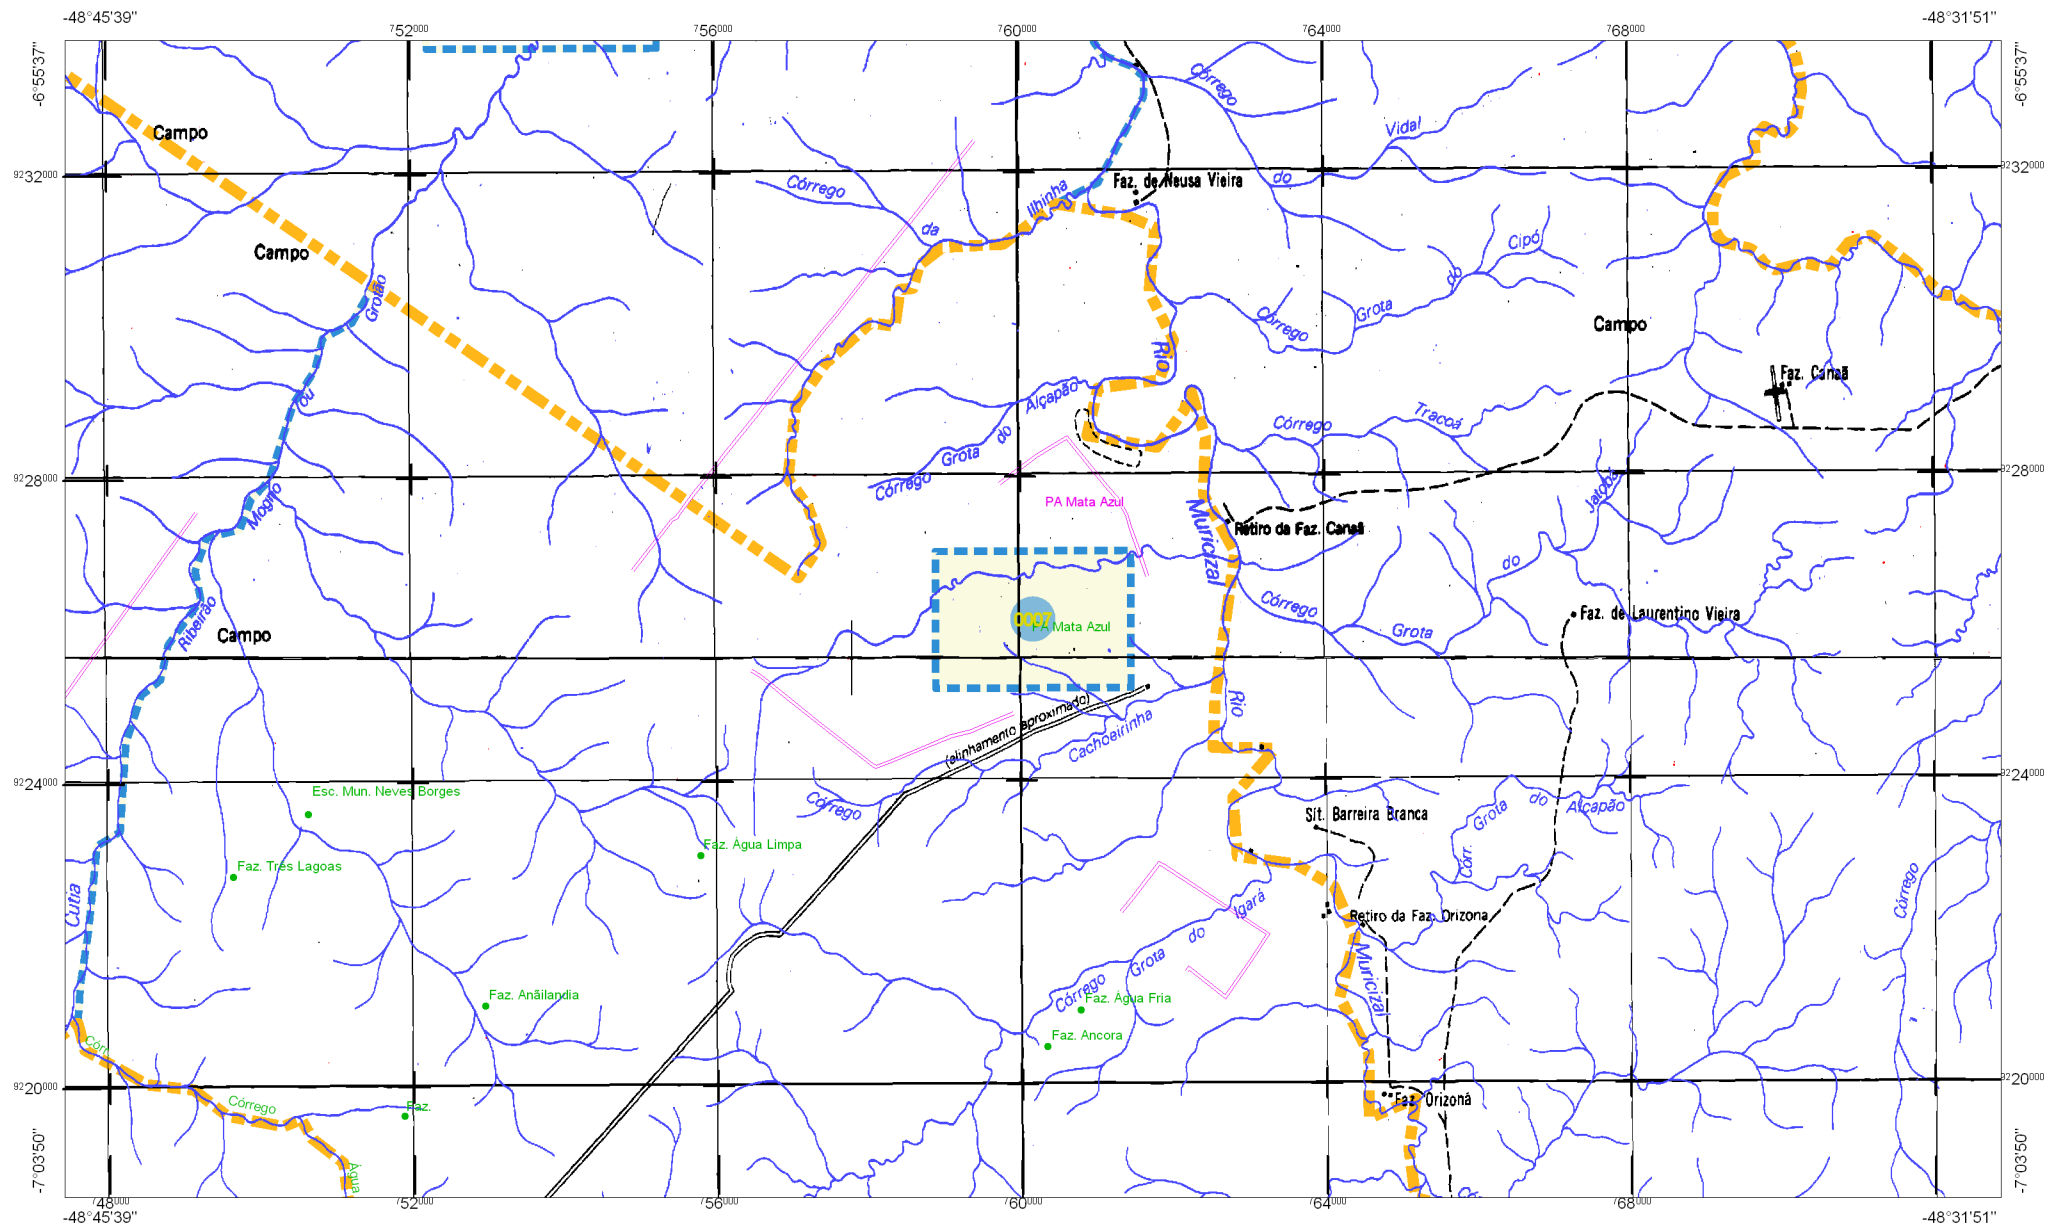 -48°45'39"
-48°31'51"
752000
756000
760000
764000
768000
-6°55'37"
-6°55'37"
Córrego
Vidal
Campo
9232000
9232000
Córrego
Ilhinha
Faz. de Neusa Vieira
do
da
Campo
Cipó
do
Grotão
Grota
Córrego
Campo
Rio
Faz. Canaã
Tou
Alçapão
Tracoá
Córrego
do
Grota
Córrego
9228000
9228000
Jatobá
Mogno
PA Mata Azul
Muricizal
Retiro da Faz. Canaã
do
Córrego
Ribeirão
0007
PA Mata Azul
Faz. de Laurentino Vieira
Campo
Grota
Rio
(alinhamento aproximado)
Cachoeirinha
9224000
9224000
Esc. Mun. Neves Borges
Córrego
Grota
do
Alçapão
Sít. Barreira Branca
Faz. Água Limpa
Faz. Três Lagoas
Córr.
Córrego
Cutia
Igará
do
Grota
Córrego
Retiro da Faz. Orizona
Muricizal
Faz. Anãilandia
Faz. Água Fria
Faz. Ancora
Córr.
9220000
9220000
Córrego
Faz.
Faz. Orizona
Água
-7°03'50"
-7°03'50"
748000
752000
756000
760000
764000
768000
-48°45'39"
-48°31'51"